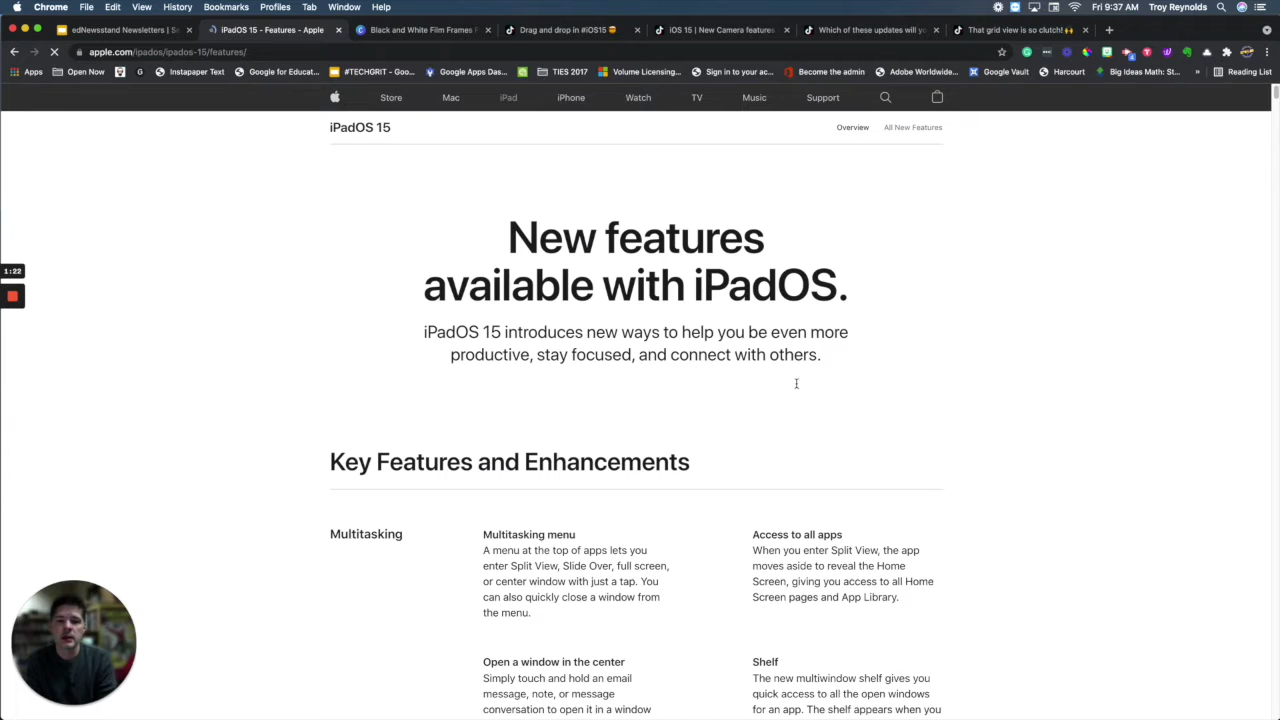 Chrome File Edit View History Bookmarks Profiles Tab Window Help
Fri 9:37 AM Troy Reynolds
edNewsstand Newsletters | Se
iPadOS 15 - Features - Apple
Black and White Film Frames F
Drag and drop in #iOS15
iOS 15 | New Camera features
Which of these updates will yo
That grid view is so clutch!
apple.com/ipados/ipados-15/features/
Apps
Open Now
Instapaper Text
Google for Educat...
#TECHGRIT - Goo...
Google Apps Das...
TIES 2017
Volume Licensing...
Sign in to your ac...
Become the admin
Adobe Worldwide...
Google Vault
Harcourt
Big Ideas Math: St...
»
Reading List
Store Mac iPad iPhone Watch TV Music Support
iPadOS 15
Overview All New Features
New features
available with iPadOS.
iPadOS 15 introduces new ways to help you be even more
productive, stay focused, and connect with others.
1:22
Key Features and Enhancements
Multitasking
Multitasking menu
A menu at the top of apps lets you
enter Split View, Slide Over, full screen,
or center window with just a tap. You
can also quickly close a window from
the menu.
Access to all apps
When you enter Split View, the app
moves aside to reveal the Home
Screen, giving you access to all Home
Screen pages and App Library.
Open a window in the center
Simply touch and hold an email
message, note, or message
conversation to open it in a window
Shelf
The new multiwindow shelf gives you
quick access to all the open windows
for an app. The shelf appears when you